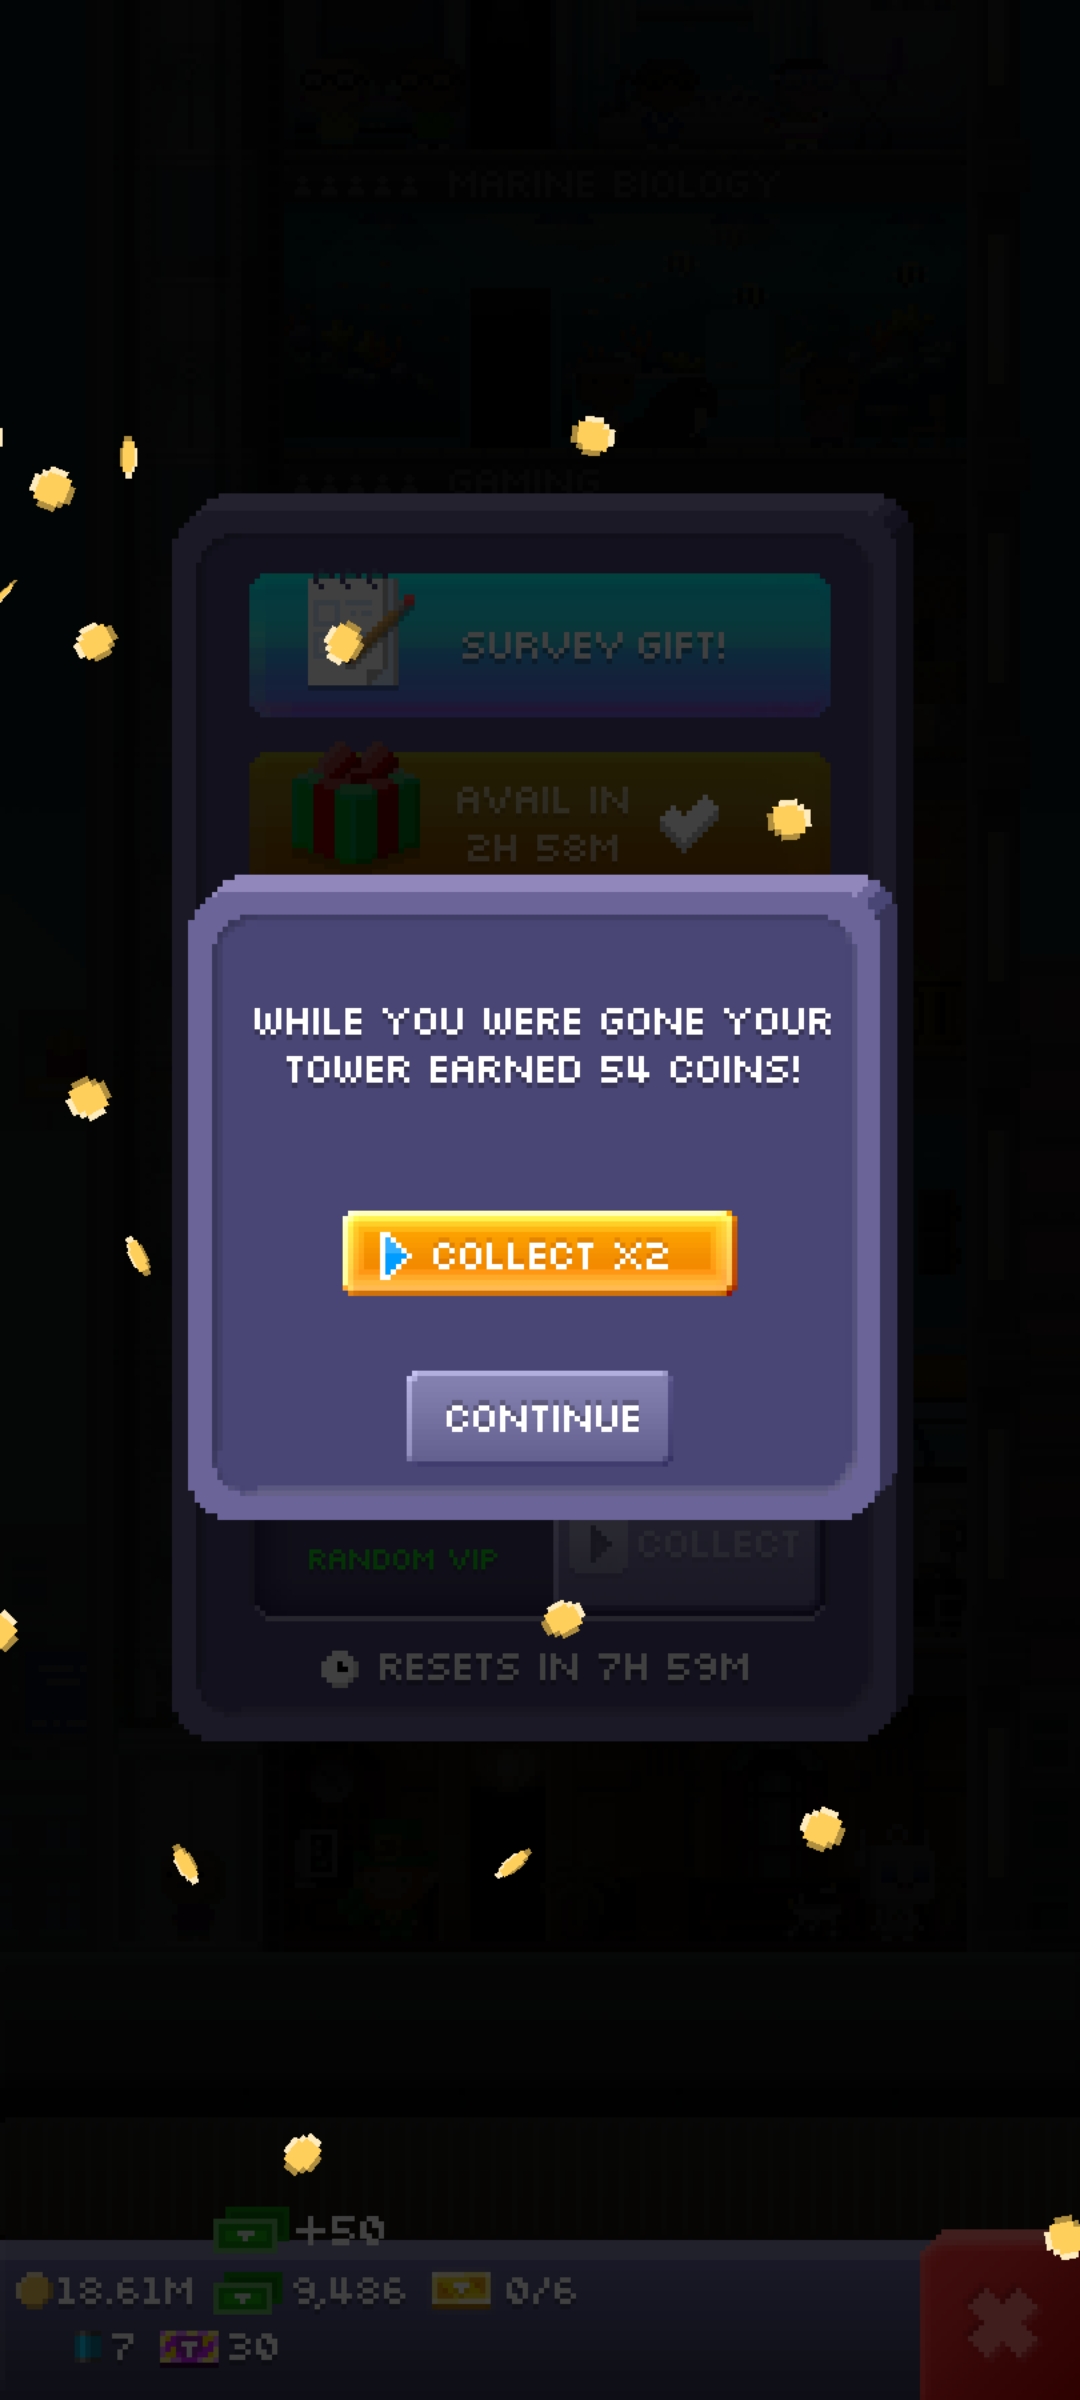 MARINE BIOLOGY
GAMING
SURVEY GIFT!
AVAIL IN
2H 58M
WHILE YOU WERE GONE YOUR
TOWER EARNED 54 COINS!
COLLECT X2
CONTINUE
RANDOM VIP
COLLECT
RESETS IN 7H 59M
+50
18.61M 9,486 0/6
7 30